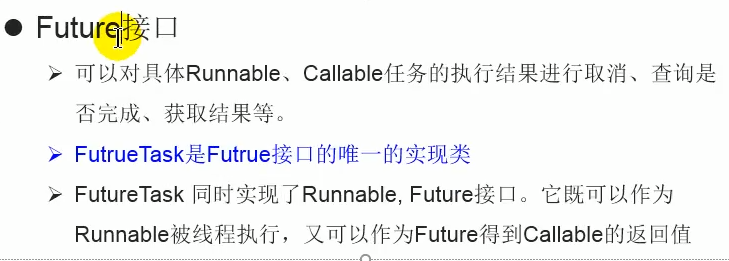 ● Future接口
➢ 可以对具体Runnable、Callable任务的执行结果进行取消、查询是
否完成、获取结果等。
➢ FutrueTask是Futrue接口的唯一的实现类
➢ FutureTask 同时实现了Runnable, Future接口。它既可以作为
Runnable被线程执行，又可以作为Future得到Callable的返回值